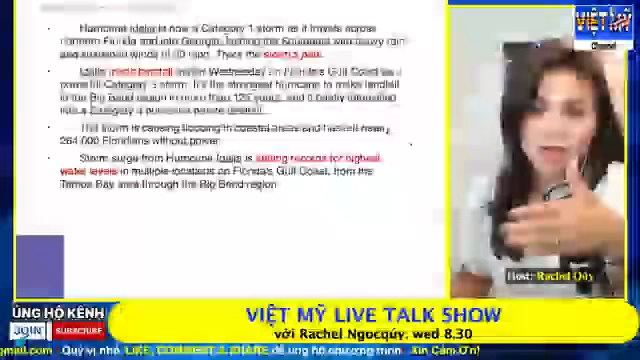 Hurricane Idalia is now a Category 1 storm as it travels across
northern Florida and into Georgia, lashing the Southeast with heavy rain
and sustained winds of 90 mph. Track the storm's path.
Idalia made landfall Wednesday on Florida's Gulf Coast as a
powerful Category 3 storm. It's the strongest hurricane to make landfall
in the Big Bend region in more than 125 years, and it briefly intensified
into a Category 4 hurricane before landfall.
The storm is causing flooding in coastal areas and has left nearly
264,000 Floridians without power
Storm surge from Hurricane Idalia is setting records for highest
water levels in multiple locations on Florida's Gulf Coast, from the
Tampa Bay area through the Big Bend region
VIỆT MỸ
Channel
Host: Rachel Qúy
ỦNG HỘ KÊNH
JOIN
SUBSCRIBE
VIỆT MỸ LIVE TALK SHOW
với Rachel Ngocqúy, wed 8.30
gmail.com Quý vị nhớ LIKE, COMMENT & SHARE để ủng hộ chương trình Xin Cảm Ơn!